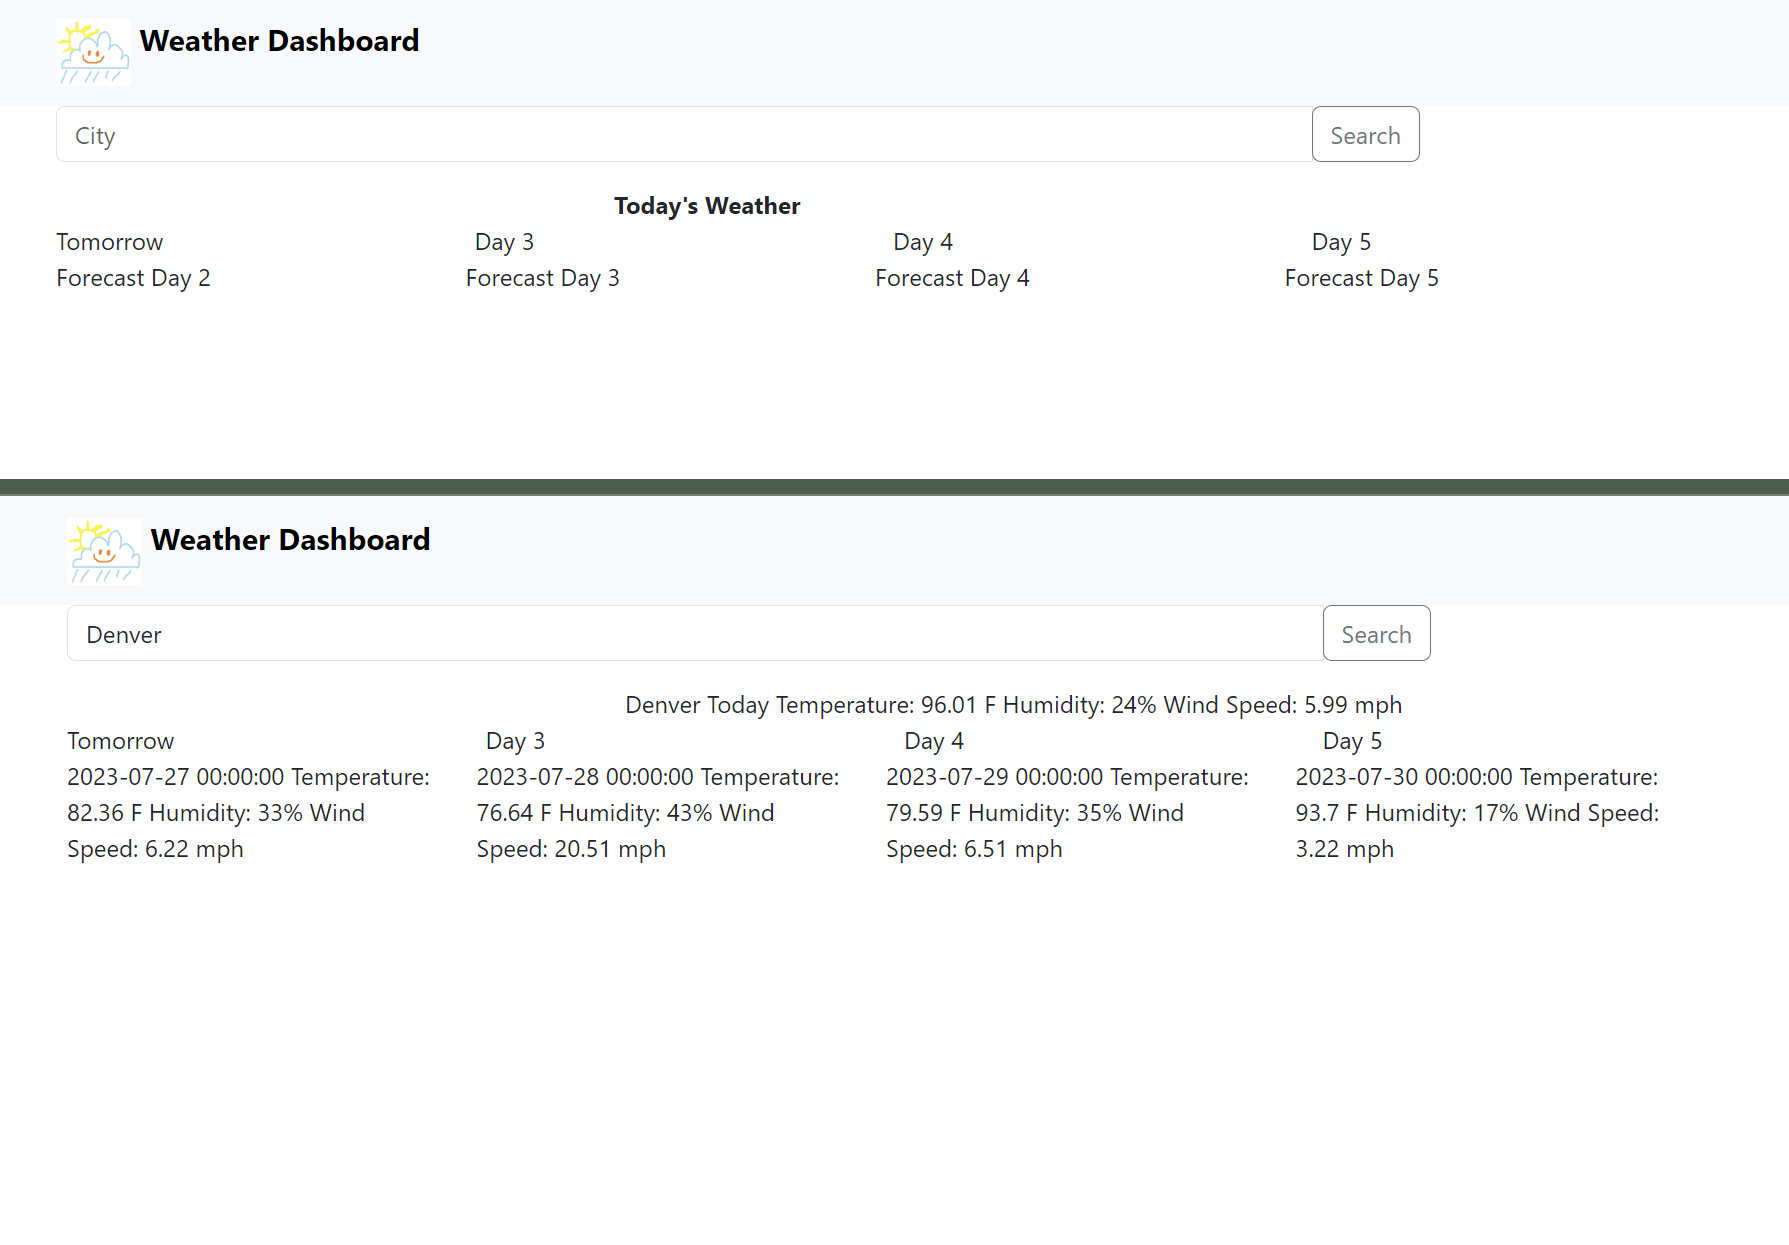 Weather Dashboard
City
Search
Today's Weather
Tomorrow Day 3 Day 4 Day 5
Forecast Day 2 Forecast Day 3 Forecast Day 4 Forecast Day 5
Weather Dashboard
Denver
Search
Denver Today Temperature: 96.01 F Humidity: 24% Wind Speed: 5.99 mph
Tomorrow Day 3 Day 4 Day 5
2023-07-27 00:00:00 Temperature:
82.36 F Humidity: 33% Wind
Speed: 6.22 mph
2023-07-28 00:00:00 Temperature:
76.64 F Humidity: 43% Wind
Speed: 20.51 mph
2023-07-29 00:00:00 Temperature:
79.59 F Humidity: 35% Wind
Speed: 6.51 mph
2023-07-30 00:00:00 Temperature:
93.7 F Humidity: 17% Wind Speed:
3.22 mph